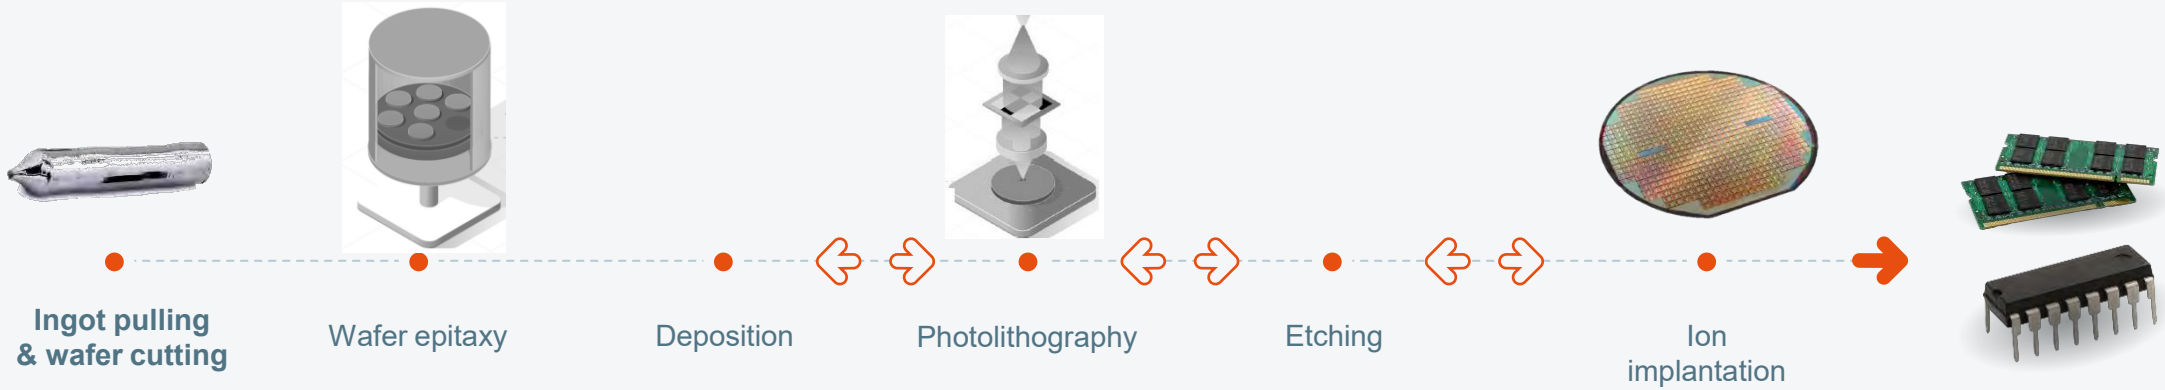 Ingot pulling
& wafer cutting
Wafer epitaxy
Deposition
Photolithography
Etching
Ion
implantation